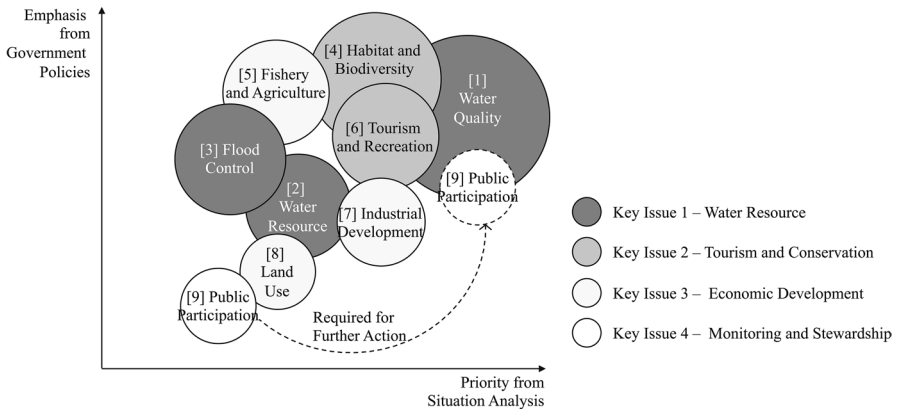 Emphasis
from
Government
Policies
[4] Habitat and
Biodiversity
[5] Fishery
and Agriculture
[1]
Water
Quality
[6] Tourism
and Recreation
[3] Flood
Control
[9] Public
Participation
[2]
Water
Resource
[7] Industrial
Development
[8]
Land
Use
[9] Public
Participation
Required for
Further Action
Priority from
Situation Analysis
Key Issue 1 – Water Resource
Key Issue 2 – Tourism and Conservation
Key Issue 3 – Economic Development
Key Issue 4 – Monitoring and Stewardship